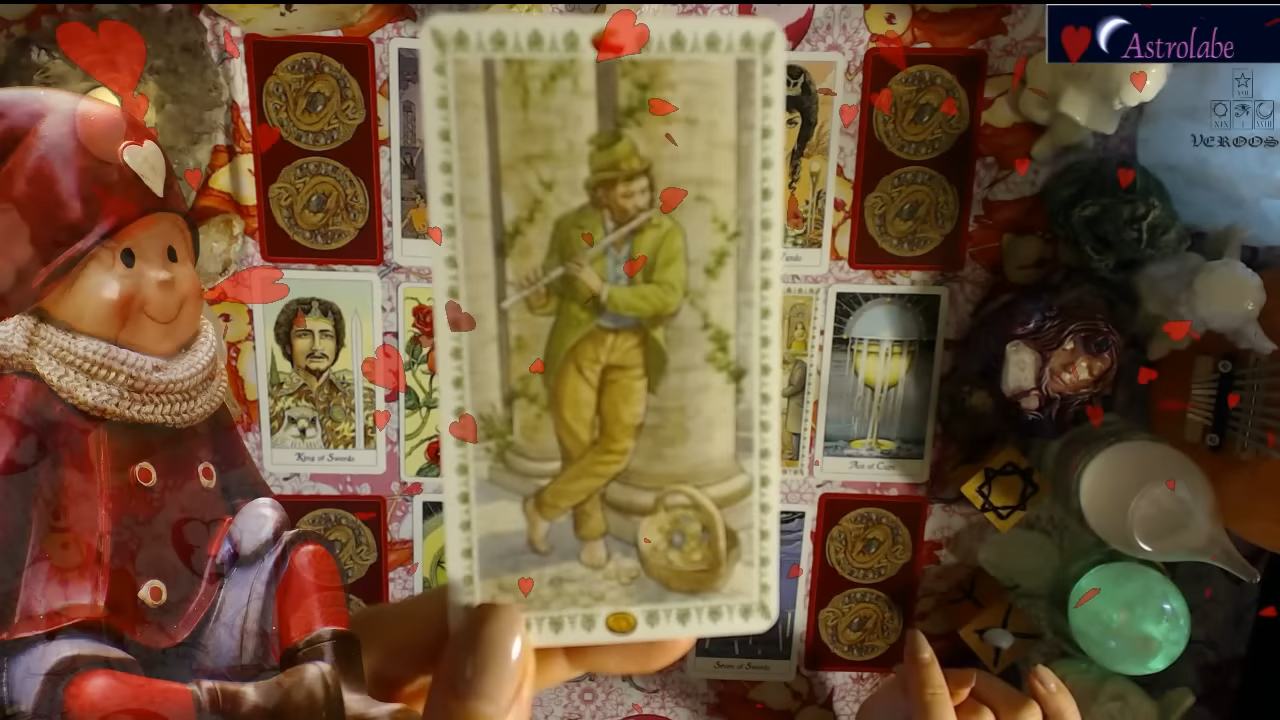 Astrolabe
VEROOS
King of Swords
Ace of Cups
Seven of Swords